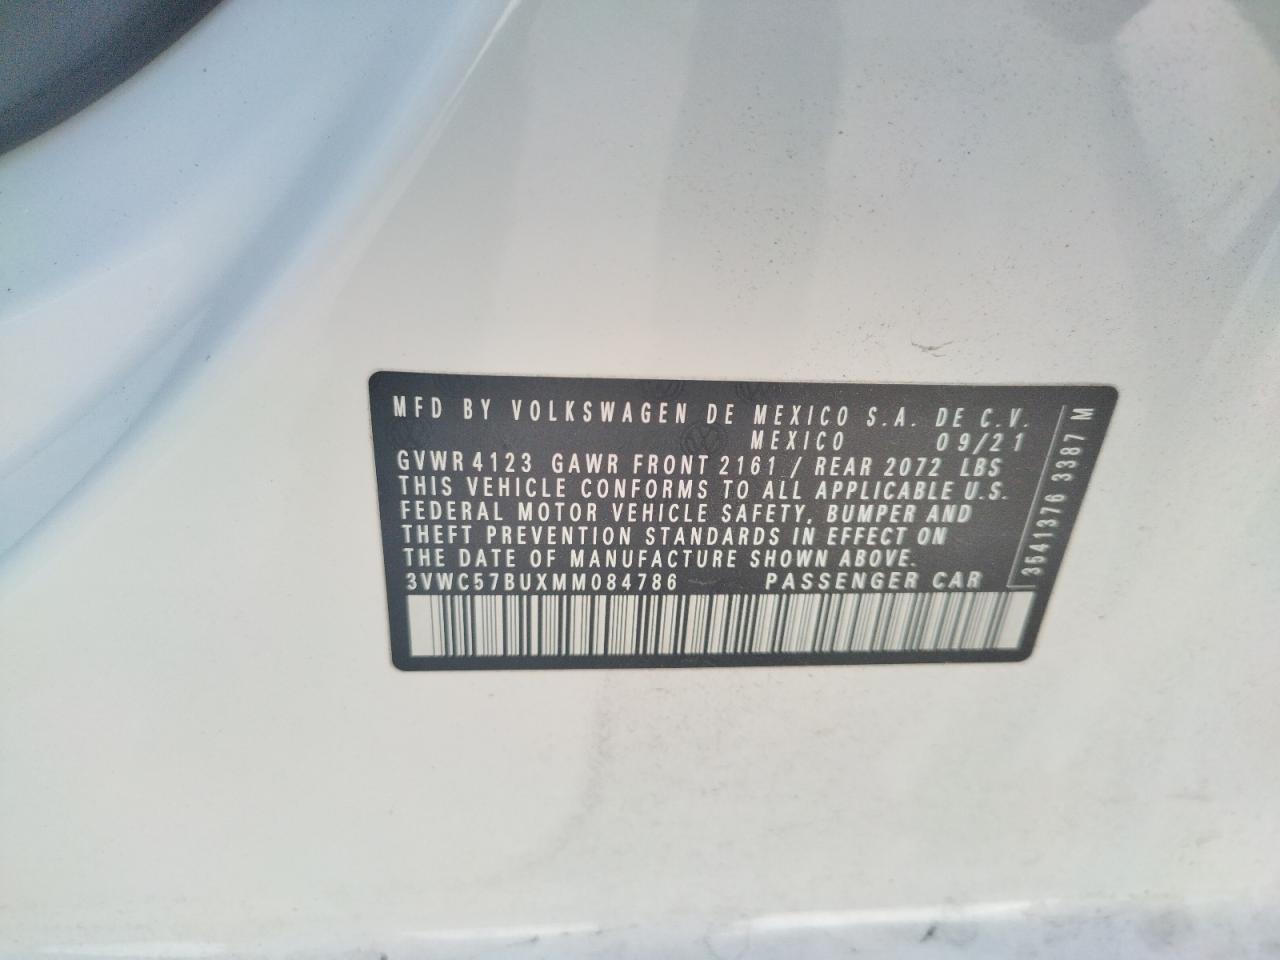 MFD BY VOLKSWAGEN DE MEXICO S.A. DE C.V.
MEXICO 09/21
GVWR 4123 GAWR FRONT 2161 / REAR 2072 LBS
THIS VEHICLE CONFORMS TO ALL APPLICABLE U.S.
FEDERAL MOTOR VEHICLE SAFETY, BUMPER AND
THEFT PREVENTION STANDARDS IN EFFECT ON
THE DATE OF MANUFACTURE SHOWN ABOVE.
3VWC57BUXMM084786 PASSENGER CAR
3541376 3387 M